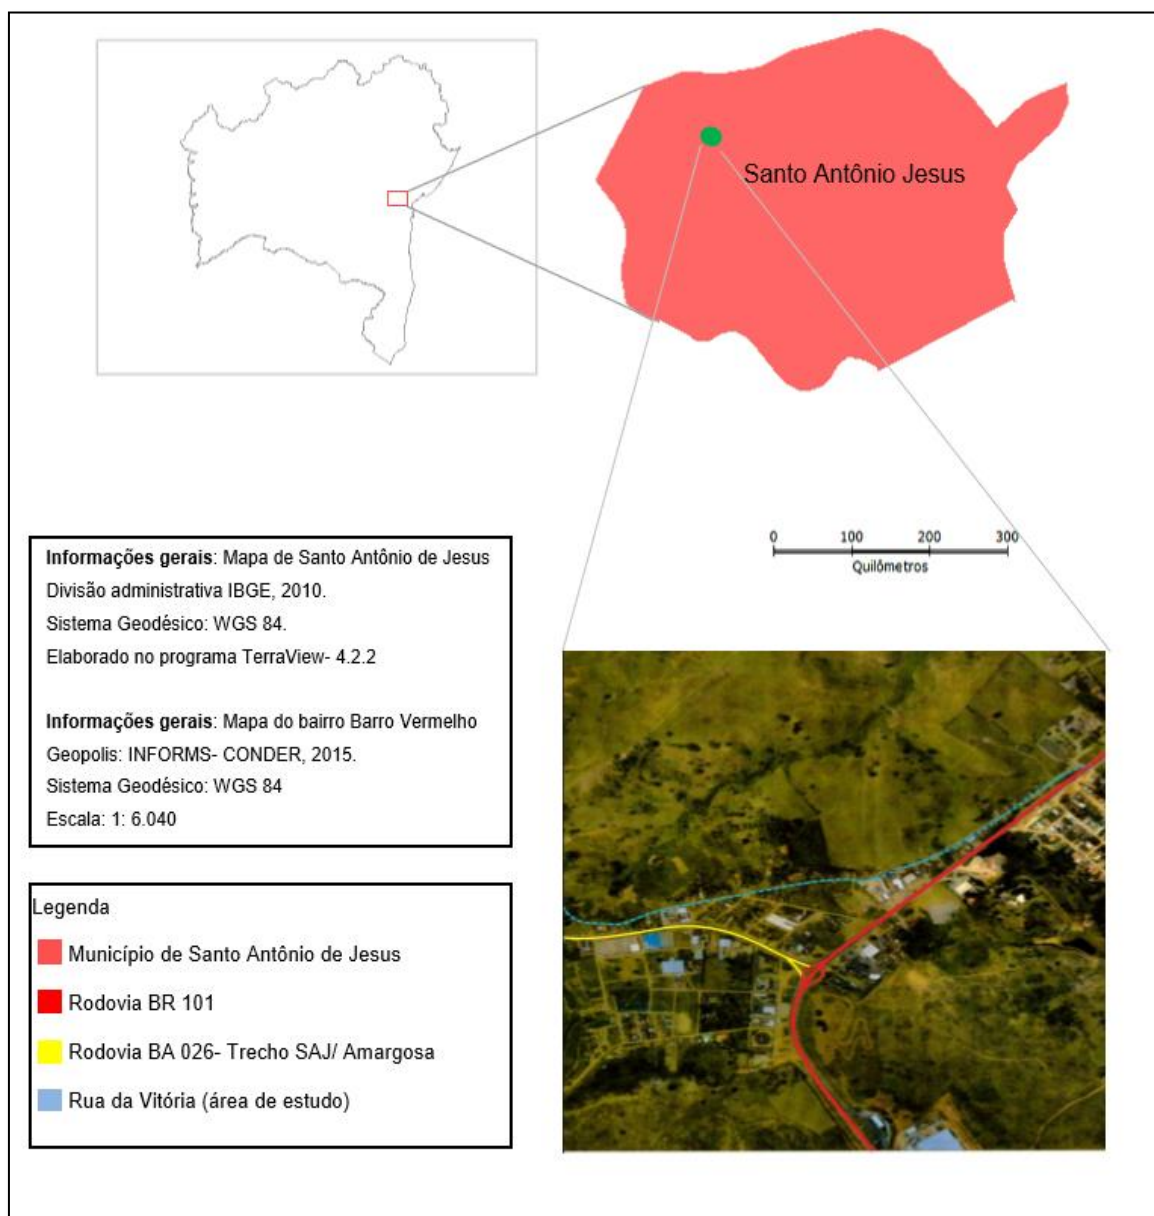 Santo Antônio Jesus
0 100 200 300
Quilômetros
Informações gerais: Mapa de Santo Antônio de Jesus
Divisão administrativa IBGE, 2010.
Sistema Geodésico: WGS 84.
Elaborado no programa TerraView- 4.2.2
Informações gerais: Mapa do bairro Barro Vermelho
Geopolis: INFORMS- CONDER, 2015.
Sistema Geodésico: WGS 84
Escala: 1: 6.040
Legenda
Município de Santo Antônio de Jesus
Rodovia BR 101
Rodovia BA 026- Trecho SAJ/ Amargosa
Rua da Vitória (área de estudo)